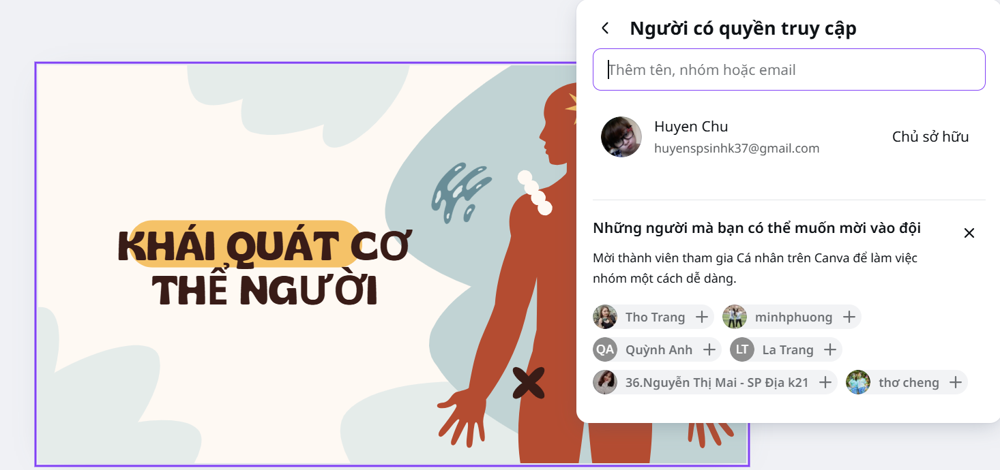 KHÁI QUÁT CƠ
THỂ NGƯỜI
Người có quyền truy cập
Thêm tên, nhóm hoặc email
Huyen Chu
huyenspsinhk37@gmail.com
Chủ sở hữu
Những người mà bạn có thể muốn mời vào đội
Mời thành viên tham gia Cá nhân trên Canva để làm việc
nhóm một cách dễ dàng.
Tho Trang
minhphuong
QA Quỳnh Anh
LT La Trang
36.Nguyễn Thị Mai - SP Địa k21
thơ cheng